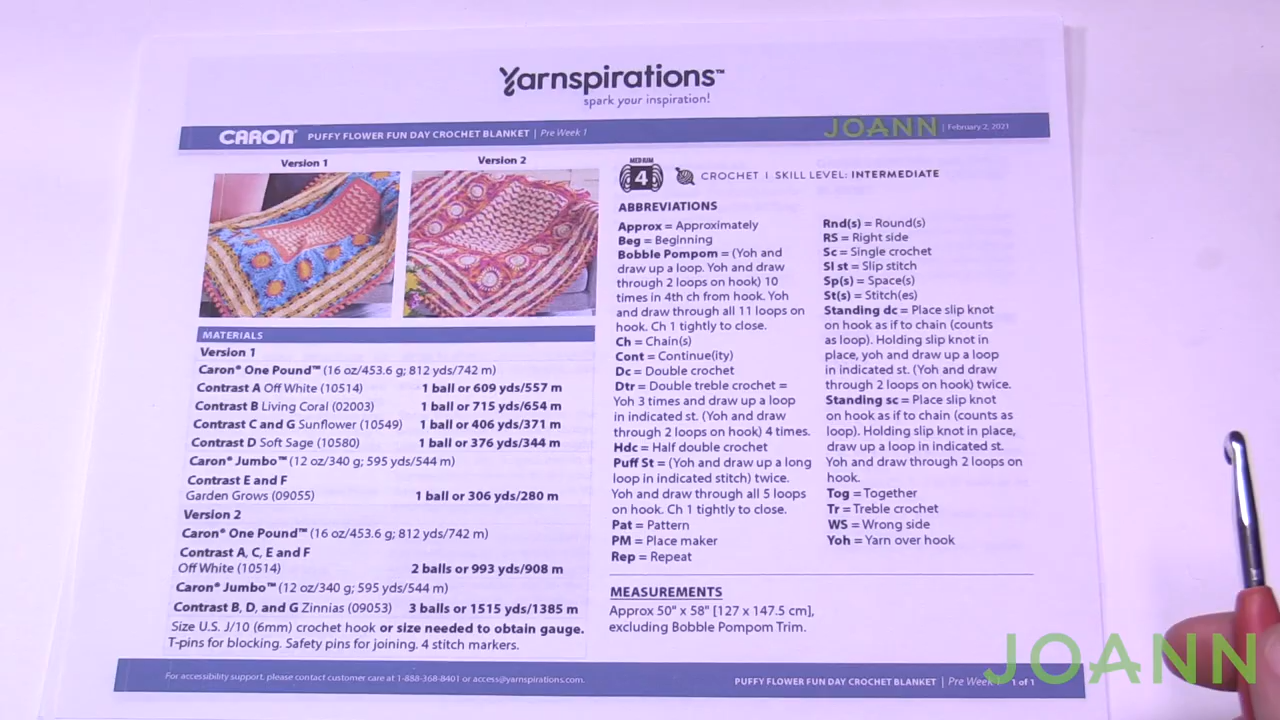 Yarnspirations™
spark your inspiration!
CARON® PUFFY FLOWER FUN DAY CROCHET BLANKET | Pre Week 1
JOANN | February 2, 2021
Version 1
Version 2
MEDIUM
4
CROCHET | SKILL LEVEL: INTERMEDIATE
MATERIALS
Version 1
Caron® One Pound™ (16 oz/453.6 g; 812 yds/742 m)
Contrast A Off White (10514) 1 ball or 609 yds/557 m
Contrast B Living Coral (02003) 1 ball or 715 yds/654 m
Contrast C and G Sunflower (10549) 1 ball or 406 yds/371 m
Contrast D Soft Sage (10580) 1 ball or 376 yds/344 m
Caron® Jumbo™ (12 oz/340 g; 595 yds/544 m)
Contrast E and F
Garden Grows (09055) 1 ball or 306 yds/280 m
Version 2
Caron® One Pound™ (16 oz/453.6 g; 812 yds/742 m)
Contrast A, C, E and F
Off White (10514) 2 balls or 993 yds/908 m
Caron® Jumbo™ (12 oz/340 g; 595 yds/544 m)
Contrast B, D, and G Zinnias (09053) 3 balls or 1515 yds/1385 m
Size U.S. J/10 (6mm) crochet hook or size needed to obtain gauge.
T-pins for blocking. Safety pins for joining. 4 stitch markers.
ABBREVIATIONS
Approx = Approximately
Beg = Beginning
Bobble Pompom = (Yoh and
draw up a loop. Yoh and draw
through 2 loops on hook) 10
times in 4th ch from hook. Yoh
and draw through all 11 loops on
hook. Ch 1 tightly to close.
Ch = Chain(s)
Cont = Continue(ity)
Dc = Double crochet
Dtr = Double treble crochet =
Yoh 3 times and draw up a loop
in indicated st. (Yoh and draw
through 2 loops on hook) 4 times.
Hdc = Half double crochet
Puff St = (Yoh and draw up a long
loop in indicated stitch) twice.
Yoh and draw through all 5 loops
on hook. Ch 1 tightly to close.
Pat = Pattern
PM = Place maker
Rep = Repeat
Rnd(s) = Round(s)
RS = Right side
Sc = Single crochet
Sl st = Slip stitch
Sp(s) = Space(s)
St(s) = Stitch(es)
Standing dc = Place slip knot
on hook as if to chain (counts
as loop). Holding slip knot in
place, yoh and draw up a loop
in indicated st. (Yoh and draw
through 2 loops on hook) twice.
Standing sc = Place slip knot
on hook as if to chain (counts as
loop). Holding slip knot in place,
draw up a loop in indicated st.
Yoh and draw through 2 loops on
hook.
Tog = Together
Tr = Treble crochet
WS = Wrong side
Yoh = Yarn over hook
MEASUREMENTS
Approx 50" x 58" [127 x 147.5 cm],
excluding Bobble Pompom Trim.
For accessibility support, please contact customer care at 1-888-368-8401 or access@yarnspirations.com.
PUFFY FLOWER FUN DAY CROCHET BLANKET | Pre Week 1 1 of 1
JOANN